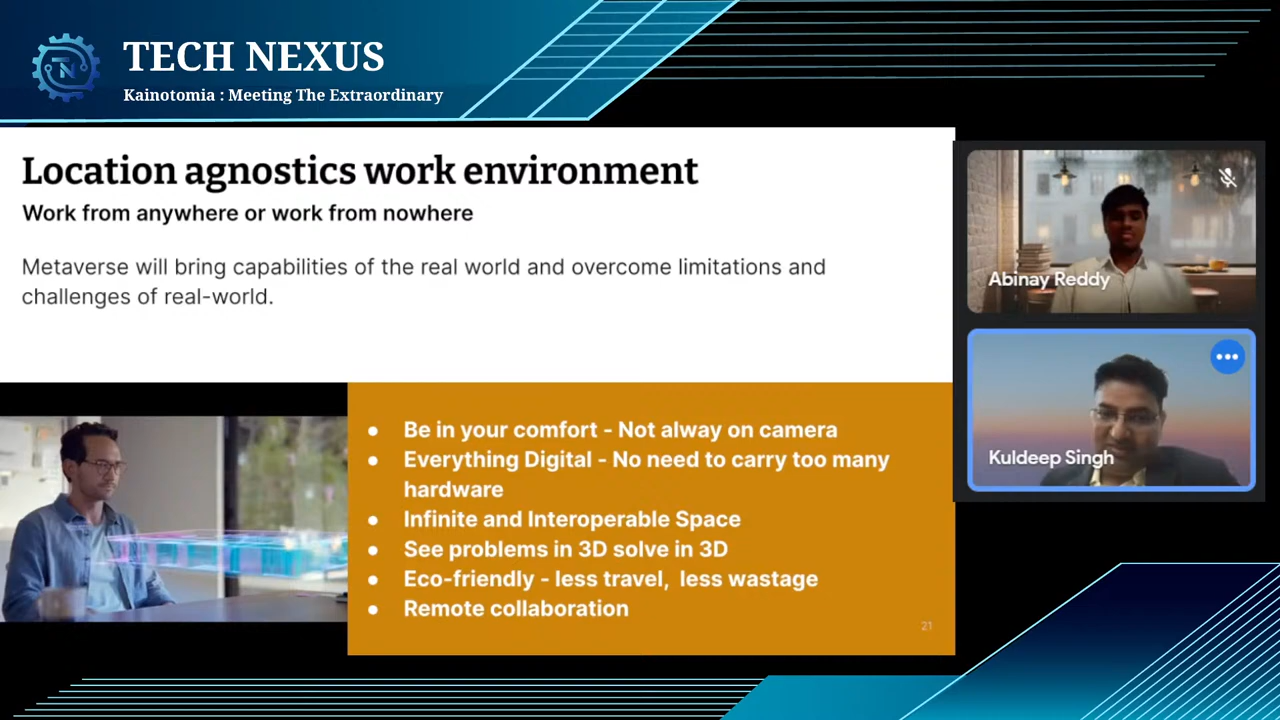 TECH NEXUS
Kainotomia : Meeting The Extraordinary
TN
Location agnostics work environment
Work from anywhere or work from nowhere
Metaverse will bring capabilities of the real world and overcome limitations and
challenges of real-world.
Abinay Reddy
Kuldeep Singh
● Be in your comfort - Not alway on camera
● Everything Digital - No need to carry too many
hardware
● Infinite and Interoperable Space
● See problems in 3D solve in 3D
● Eco-friendly - less travel, less wastage
● Remote collaboration
21